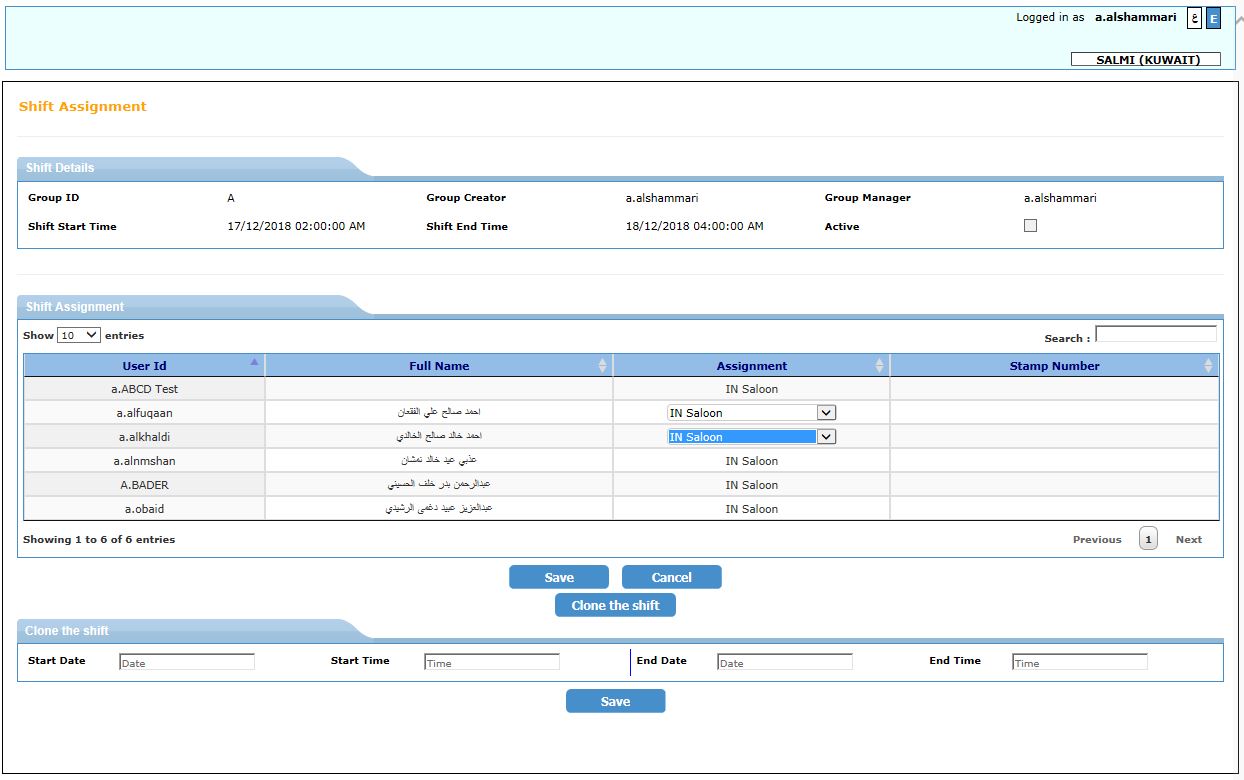 Logged in as a.alshammari ع E
SALMI (KUWAIT)
Shift Assignment
Shift Details
Group ID A Group Creator a.alshammari Group Manager a.alshammari
Shift Start Time 17/12/2018 02:00:00 AM Shift End Time 18/12/2018 04:00:00 AM Active
Shift Assignment
Show 10 entries Search :
User Id Full Name Assignment Stamp Number
a.ABCD Test IN Saloon
a.alfuqaan احمد صالح علي الفقعان IN Saloon
a.alkhaldi احمد خالد صالح الخالدي IN Saloon
a.alnmshan عذبي عيد خالد نمشان IN Saloon
A.BADER عبدالرحمن بدر خلف الحسيني IN Saloon
a.obaid عبدالعزيز عبيد دغمى الرشيدي IN Saloon
Showing 1 to 6 of 6 entries Previous 1 Next
Save Cancel
Clone the shift
Clone the shift
Start Date Date Start Time Time End Date Date End Time Time
Save